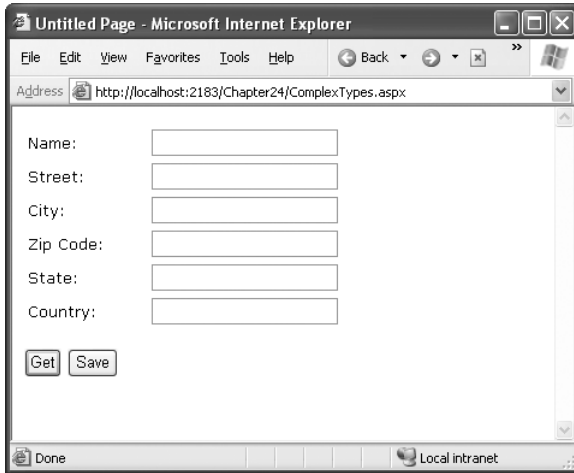 Untitled Page - Microsoft Internet Explorer
File Edit View Favorites Tools Help Back »
Address http://localhost:2183/Chapter24/ComplexTypes.aspx
Name:
Street:
City:
Zip Code:
State:
Country:
Get Save
Done Local intranet